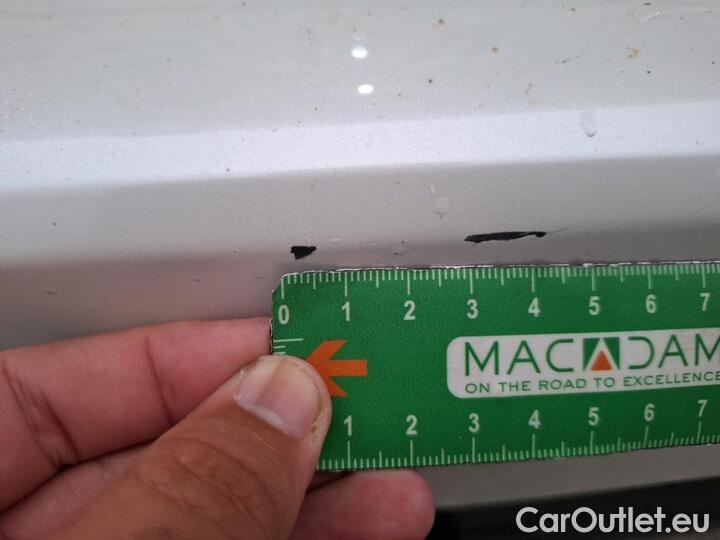 0 1 2 3 4 5 6 7
MACADAM
ON THE ROAD TO EXCELLENCE
1 2 3 4 5 6 7
CarOutlet.eu